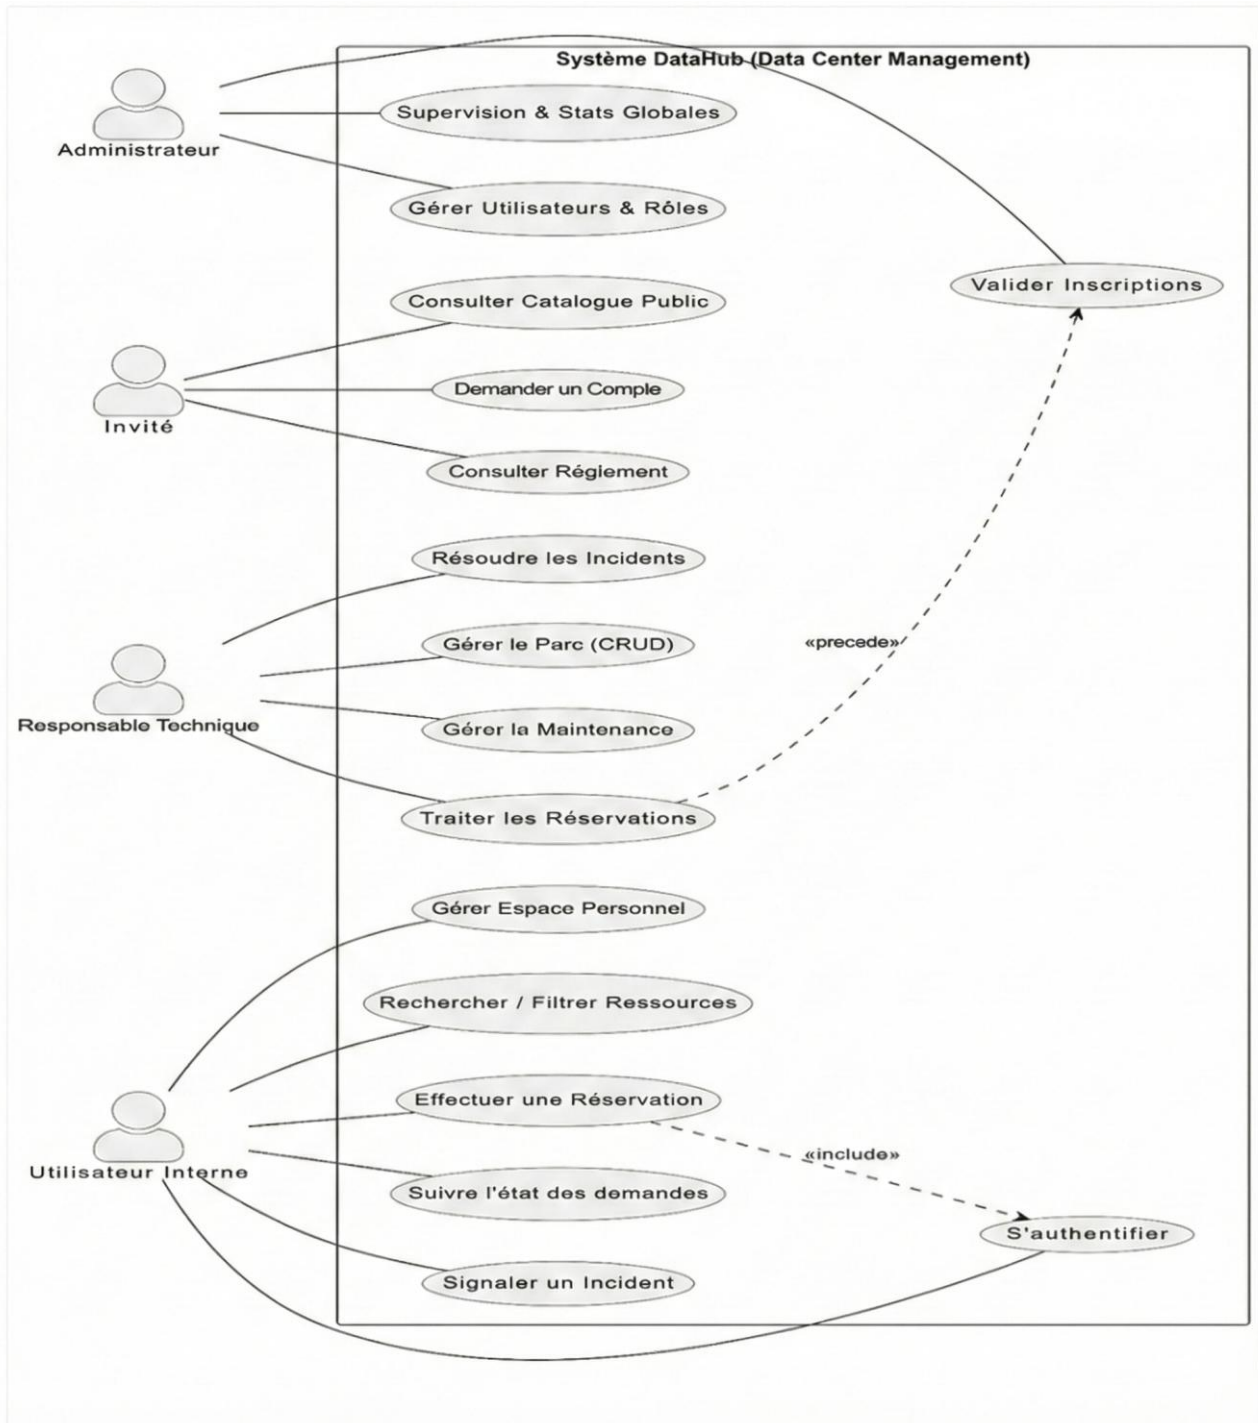 Système DataHub (Data Center Management)
Supervision & Stats Globales
Administrateur
Gérer Utilisateurs & Rôles
Valider Inscriptions
Consulter Catalogue Public
Demander un Comple
Invité
Consulter Régiement
Résoudre les Incidents
Gérer le Parc (CRUD)
«precede»
Responsable Technique
Gérer la Maintenance
Traiter les Réservations
Gérer Espace Personnel
Rechercher / Filtrer Ressources
Effectuer une Réservation
«include»
Utilisateur Interne
Suivre l'état des demandes
S'authentifier
Signaler un Incident